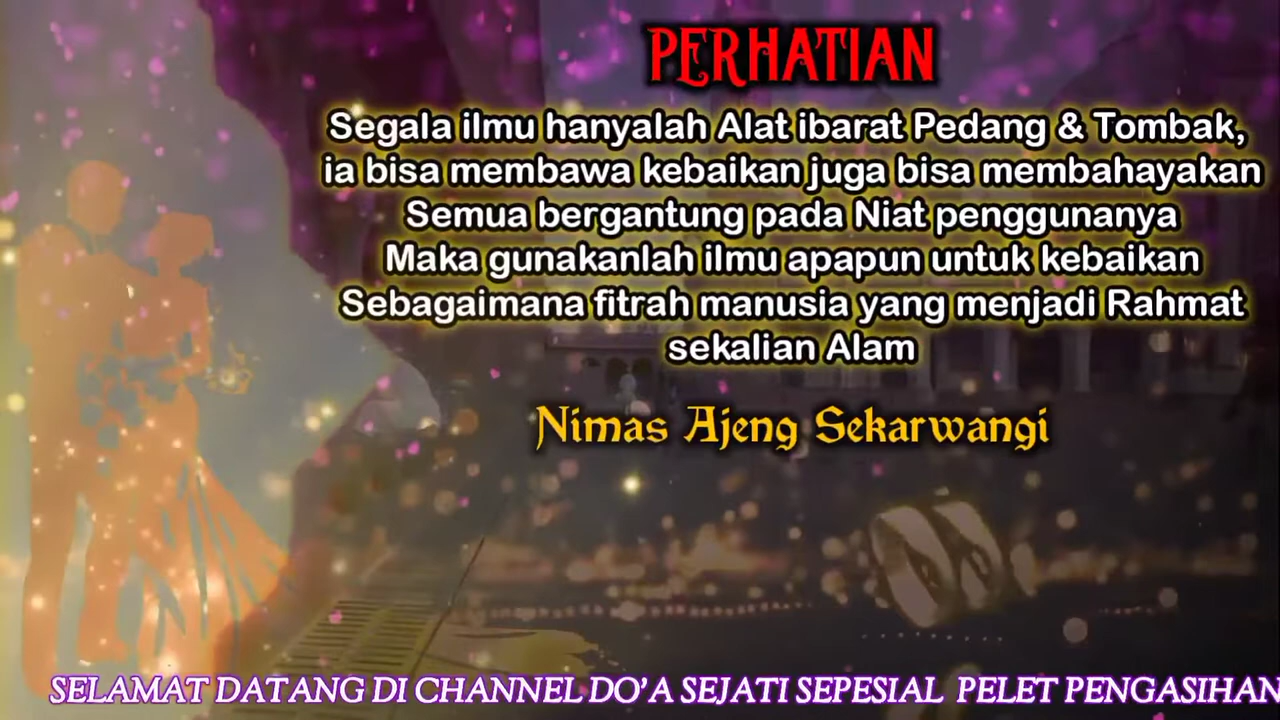 PERHATIAN
Segala ilmu hanyalah Alat ibarat Pedang & Tombak,
ia bisa membawa kebaikan juga bisa membahayakan
Semua bergantung pada Niat penggunanya
Maka gunakanlah ilmu apapun untuk kebaikan
Sebagaimana fitrah manusia yang menjadi Rahmat
sekalian Alam
Nimas Ajeng Sekarwangi
SELAMAT DATANG DI CHANNEL DO'A SEJATI SEPESIAL PELET PENGASIHAN